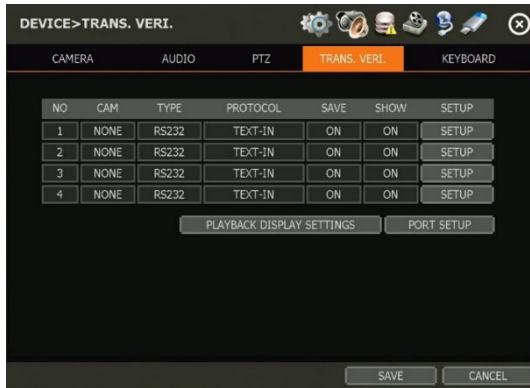 DEVICE>TRANS. VERI.
CAMERA AUDIO PTZ TRANS. VERI. KEYBOARD
NO CAM TYPE PROTOCOL SAVE SHOW SETUP
1 NONE RS232 TEXT-IN ON ON SETUP
2 NONE RS232 TEXT-IN ON ON SETUP
3 NONE RS232 TEXT-IN ON ON SETUP
4 NONE RS232 TEXT-IN ON ON SETUP
PLAYBACK DISPLAY SETTINGS PORT SETUP
SAVE CANCEL